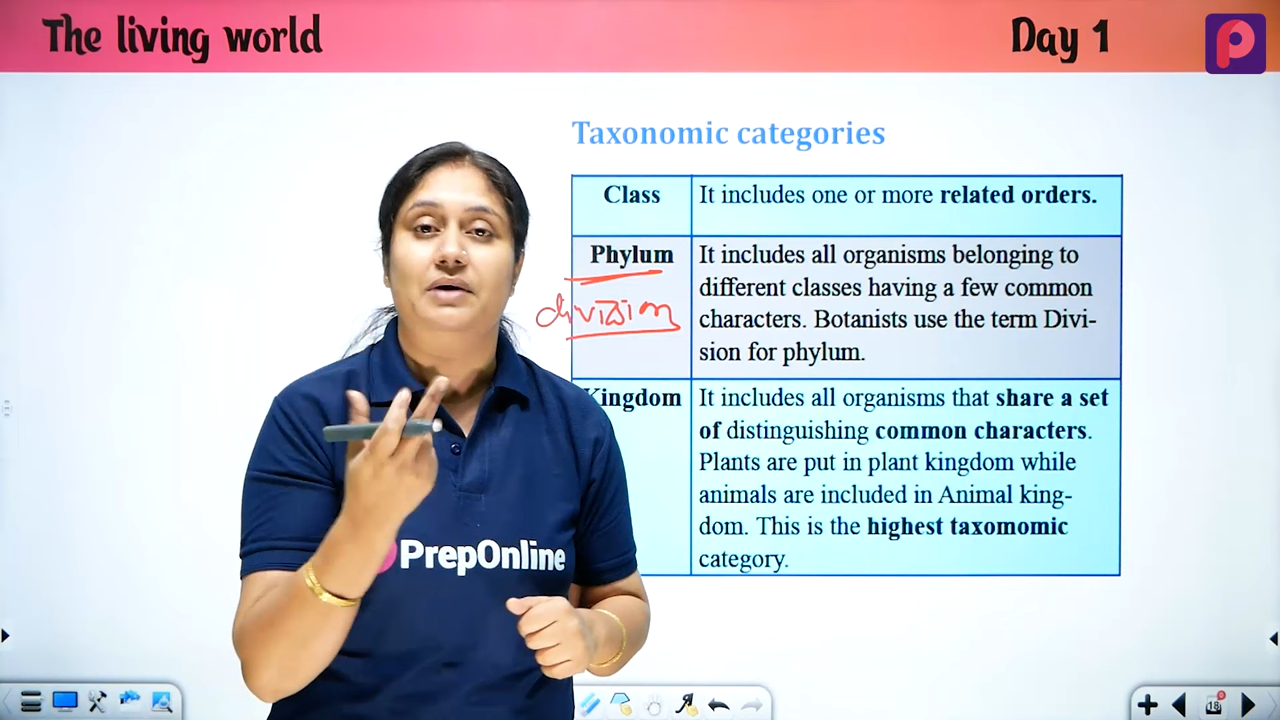 The living world
Day 1
Taxonomic categories
Class
It includes one or more related orders.
Phylum
division
It includes all organisms belonging to
different classes having a few common
characters. Botanists use the term Divi-
sion for phylum.
Kingdom
It includes all organisms that share a set
of distinguishing common characters.
Plants are put in plant kingdom while
animals are included in Animal king-
dom. This is the highest taxomomic
category.
PrepOnline
18